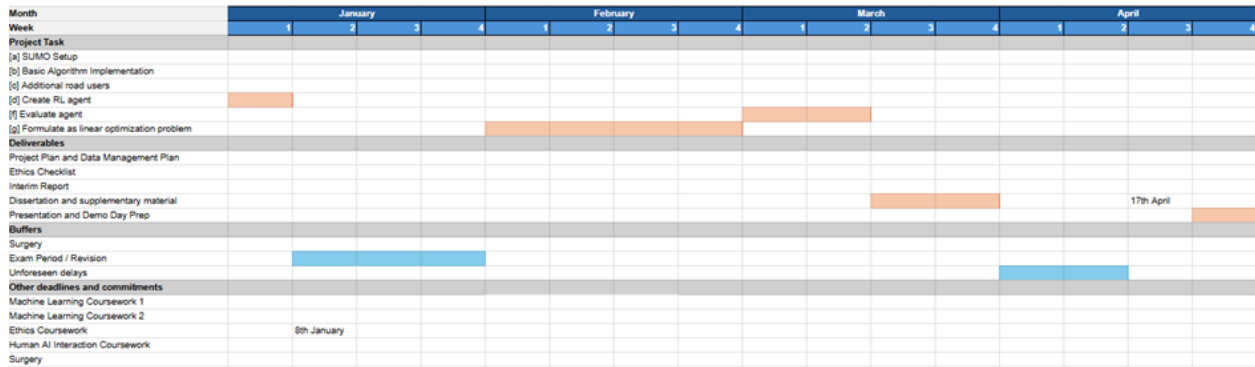 Month January February March April
Week 1 2 3 4 1 2 3 4 1 2 3 4 1 2 3 4
Project Task
[a] SUMO Setup
[b] Basic Algorithm Implementation
[c] Additional road users
[d] Create RL agent
[f] Evaluate agent
[g] Formulate as linear optimization problem
Deliverables
Project Plan and Data Management Plan
Ethics Checklist
Interim Report
Dissertation and supplementary material 17th April
Presentation and Demo Day Prep
Buffers
Surgery
Exam Period / Revision
Unforeseen delays
Other deadlines and commitments
Machine Learning Coursework 1
Machine Learning Coursework 2
Ethics Coursework 8th January
Human AI Interaction Coursework
Surgery